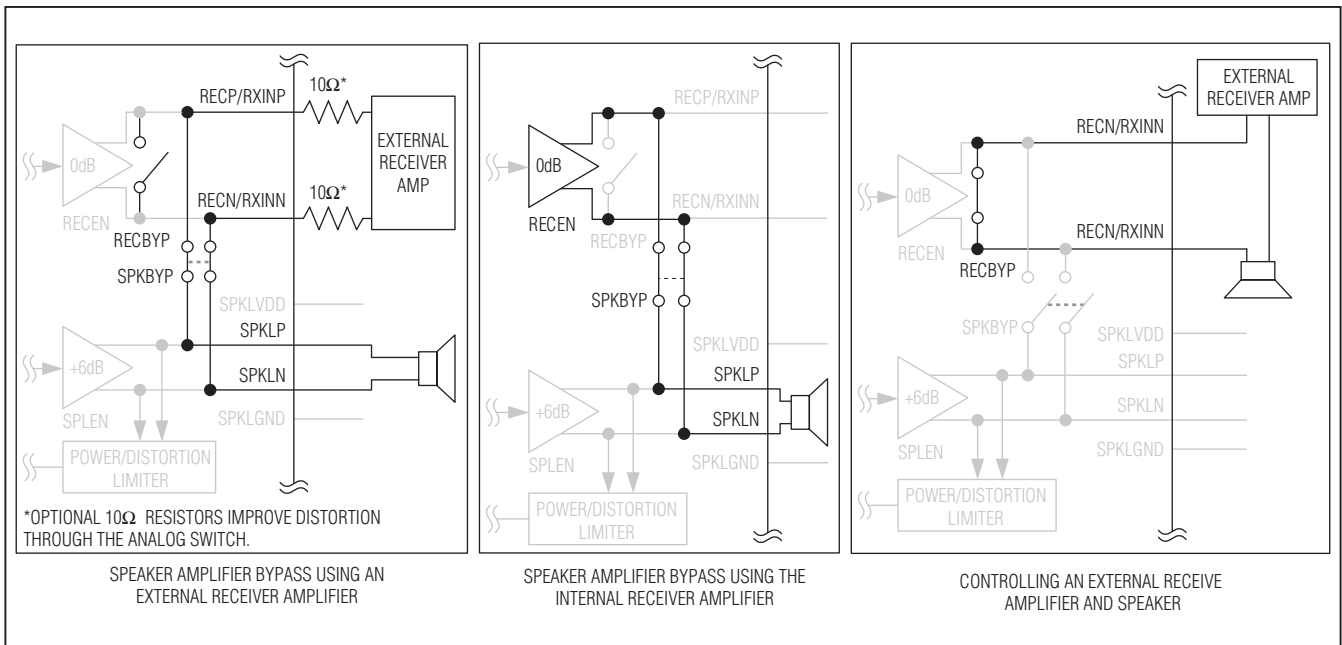 RECP/RXINP
10Ω*
EXTERNAL
RECEIVER
AMP
0dB
RECN/RXINN
10Ω*
RECEN
RECBYP
SPKBYP
SPKLVDD
SPKLP
+6dB
SPKLN
SPLEN
SPKLGND
POWER/DISTORTION
LIMITER
*OPTIONAL 10Ω RESISTORS IMPROVE DISTORTION
THROUGH THE ANALOG SWITCH.
SPEAKER AMPLIFIER BYPASS USING AN
EXTERNAL RECEIVER AMPLIFIER
RECP/RXINP
0dB
RECN/RXINN
RECEN
RECBYP
SPKBYP
SPKLVDD
SPKLP
+6dB
SPKLN
SPLEN
SPKLGND
POWER/DISTORTION
LIMITER
SPEAKER AMPLIFIER BYPASS USING THE
INTERNAL RECEIVER AMPLIFIER
EXTERNAL
RECEIVER AMP
RECN/RXINN
0dB
RECN/RXINN
RECEN
RECBYP
SPKBYP
SPKLVDD
SPKLP
+6dB
SPKLN
SPLEN
SPKLGND
POWER/DISTORTION
LIMITER
CONTROLLING AN EXTERNAL RECEIVE
AMPLIFIER AND SPEAKER